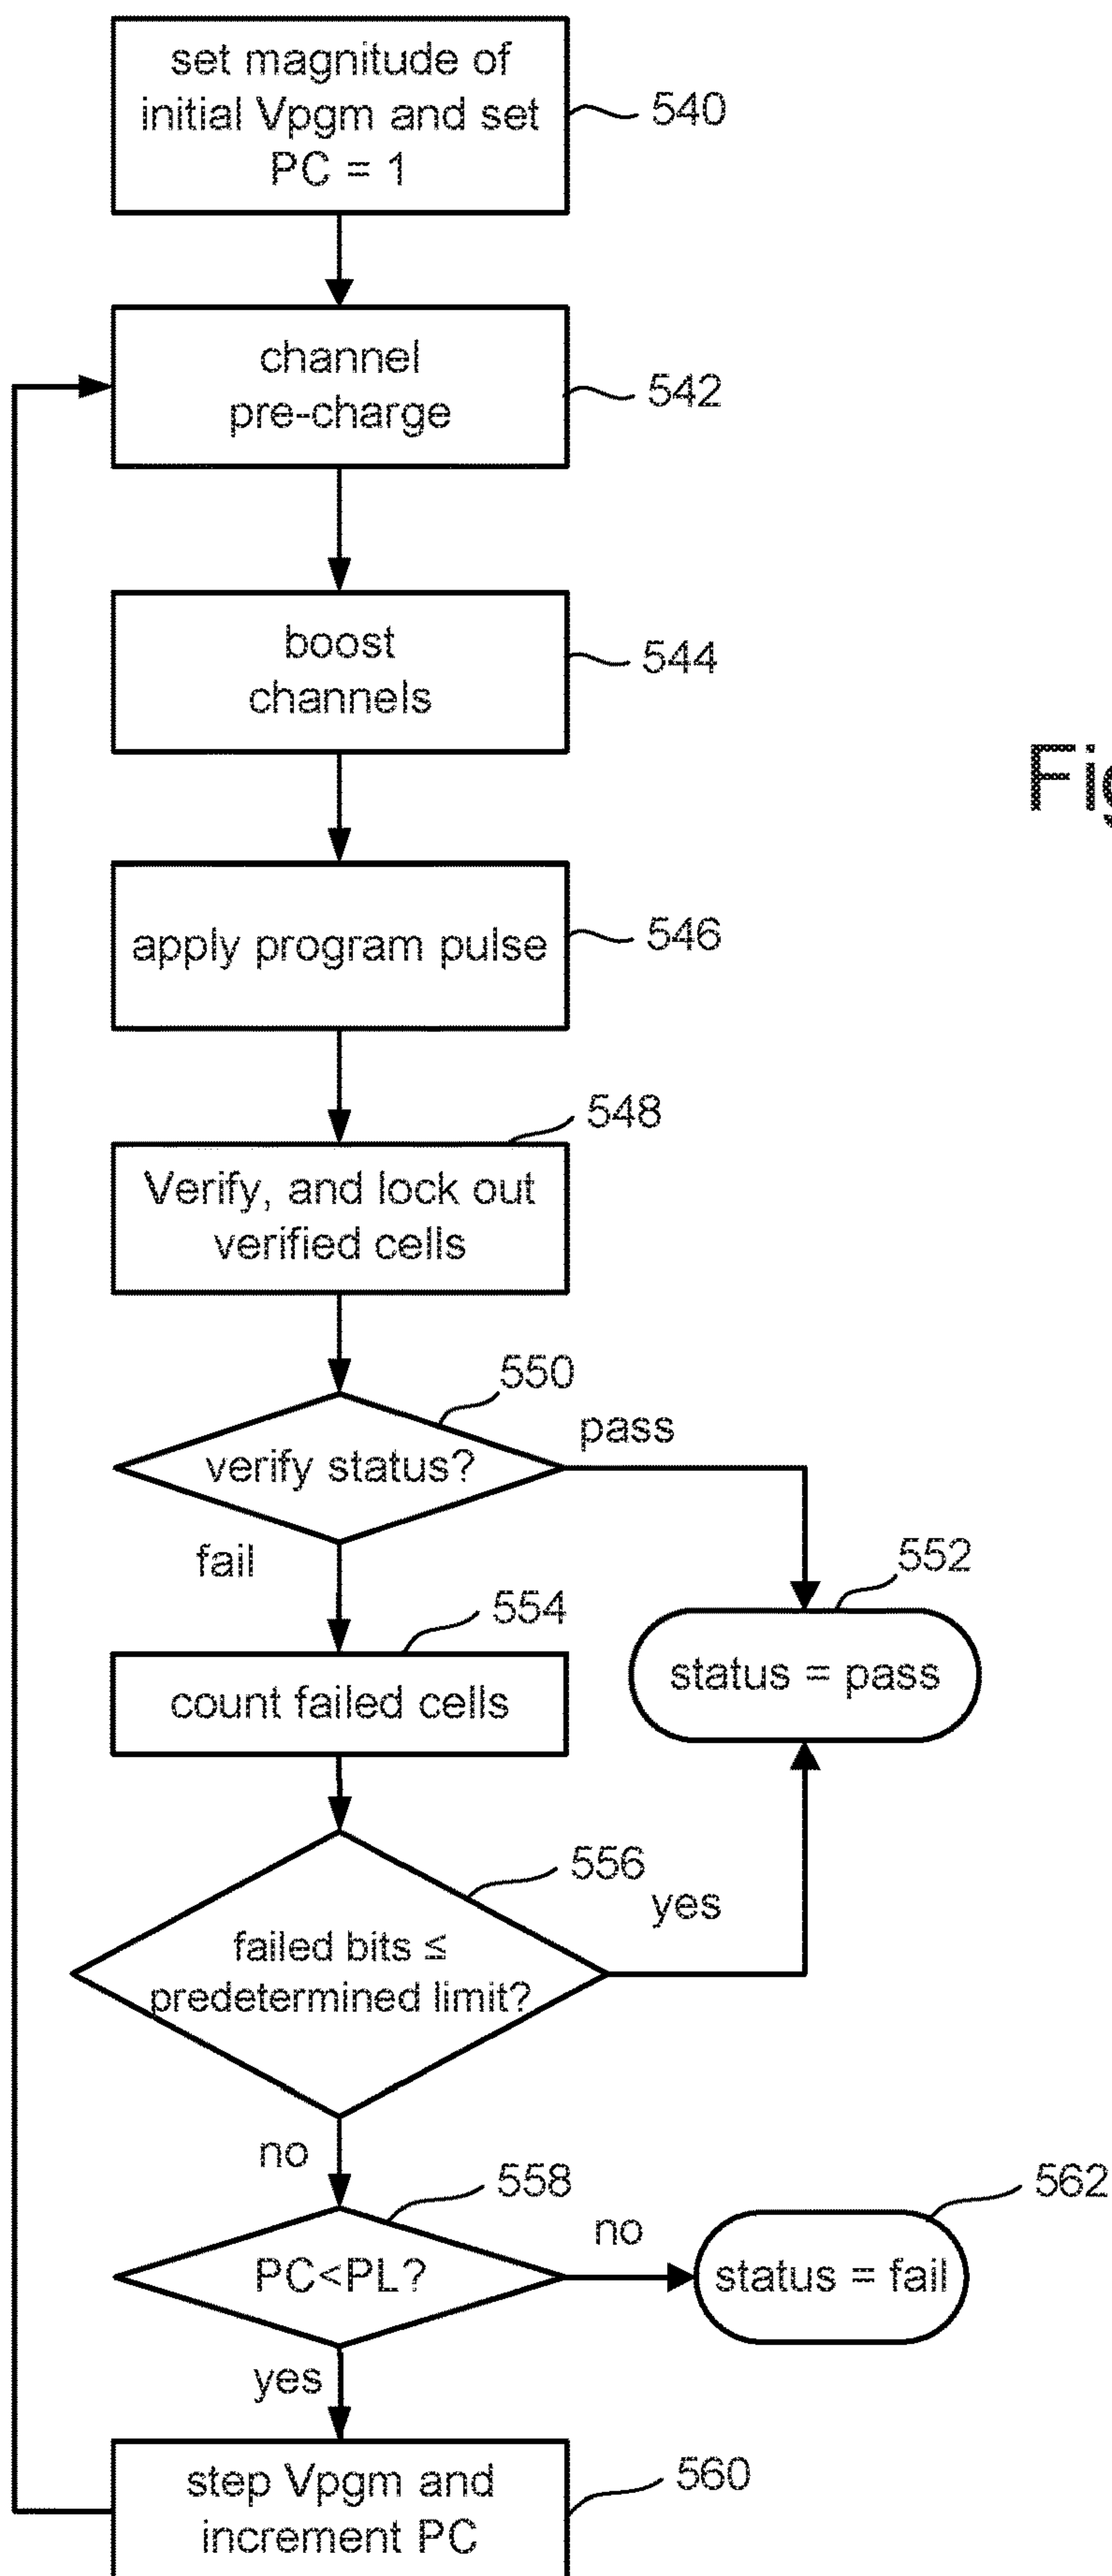 set magnitude of
initial Vpgm and set
PC = 1
540
channel
pre-charge
542
boost
channels
544
Fig
apply program pulse
546
548
Verify, and lock out
verified cells
550
pass
verify status?
fail
552
554
status = pass
count failed cells
556
yes
failed bits ≤
predetermined limit?
no
558
562
no
PC<PL?
status = fail
yes
step Vpgm and
increment PC
560